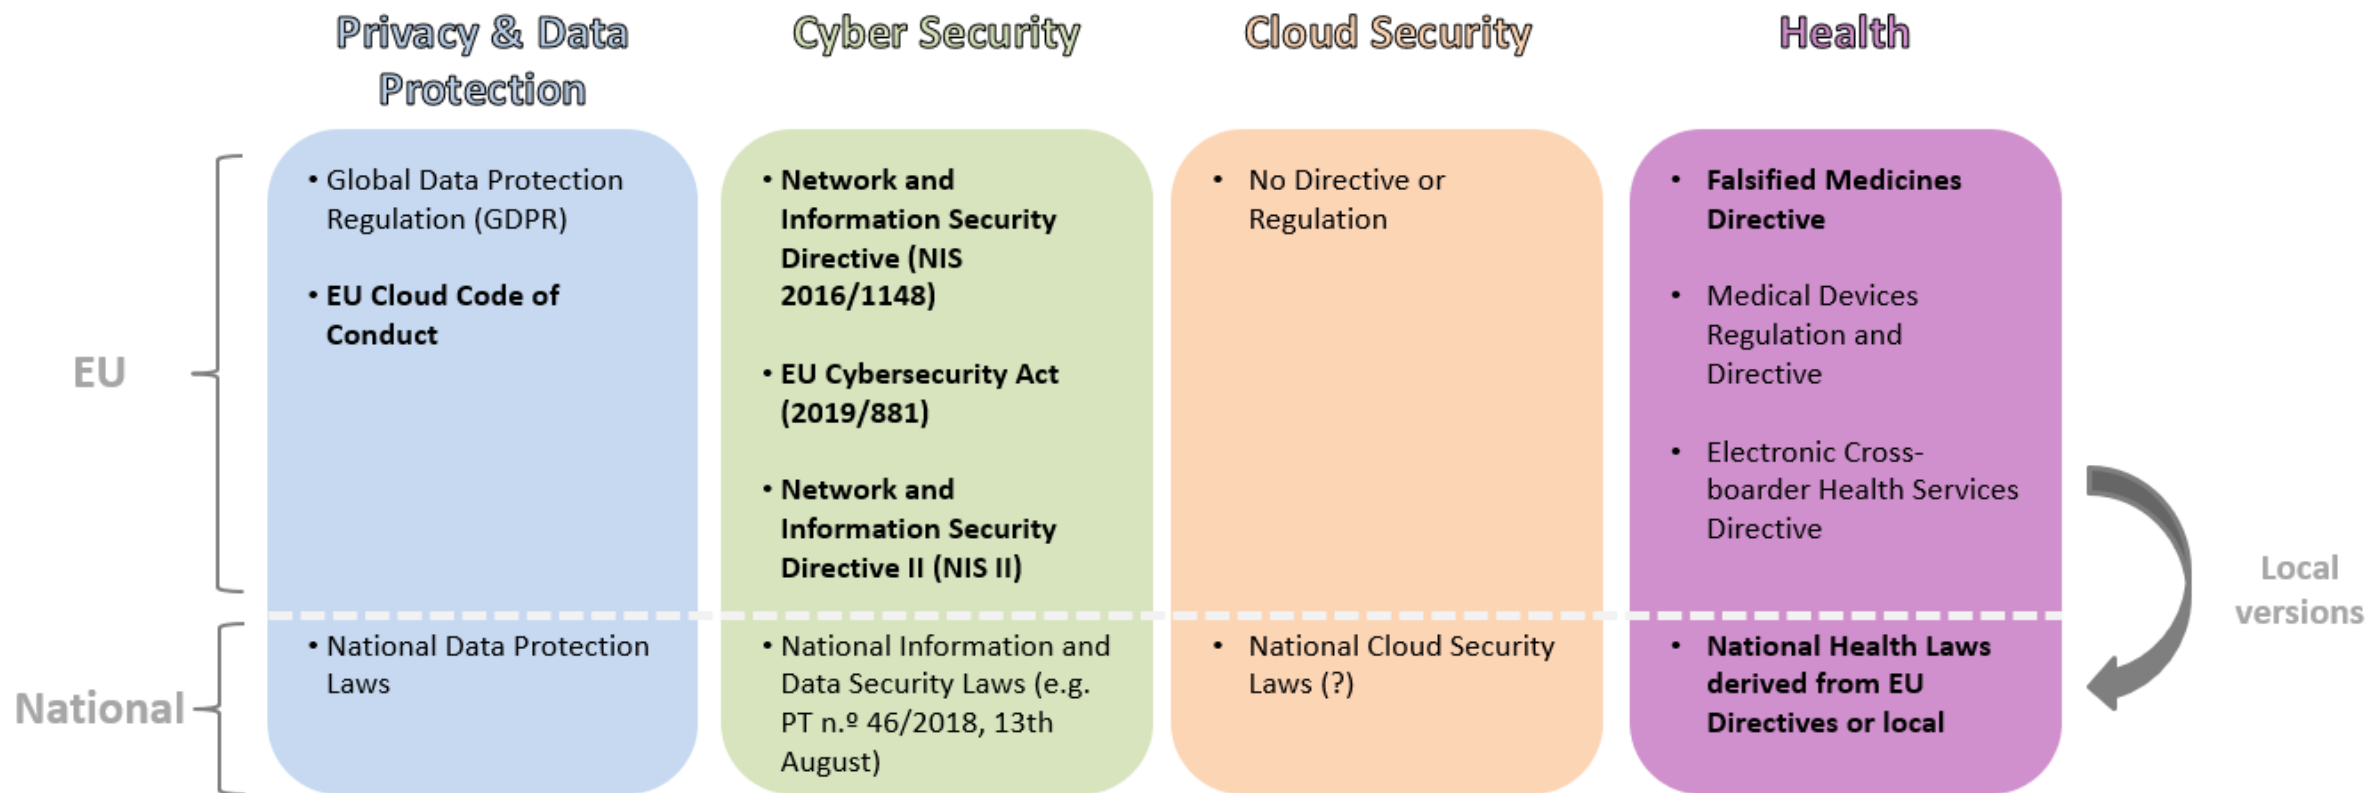 Privacy & Data
Protection
Cyber Security
Cloud Security
Health
EU
• Global Data Protection
Regulation (GDPR)
• EU Cloud Code of
Conduct
• Network and
Information Security
Directive (NIS
2016/1148)
• EU Cybersecurity Act
(2019/881)
• Network and
Information Security
Directive II (NIS II)
• No Directive or
Regulation
• Falsified Medicines
Directive
• Medical Devices
Regulation and
Directive
• Electronic Cross-
boarder Health Services
Directive
Local
versions
National
• National Data Protection
Laws
• National Information and
Data Security Laws (e.g.
PT n.º 46/2018, 13th
August)
• National Cloud Security
Laws (?)
• National Health Laws
derived from EU
Directives or local